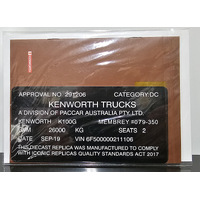 APPROVAL NO 291206 CATEGORY:DC
KENWORTH TRUCKS
A DIVISION OF PACCAR AUSTRALIA PTY LTD.
KENWORTH K100G MEMBREY #079-350
GBM 26000 KG SEATS 2
DATE SEP-19 VIN 6F5000000211106
THIS DIECAST REPLICA WAS MANUFACTURED TO COMPLY
WITH ICONIC REPLICAS QUALITY STANDARDS ACT 2017